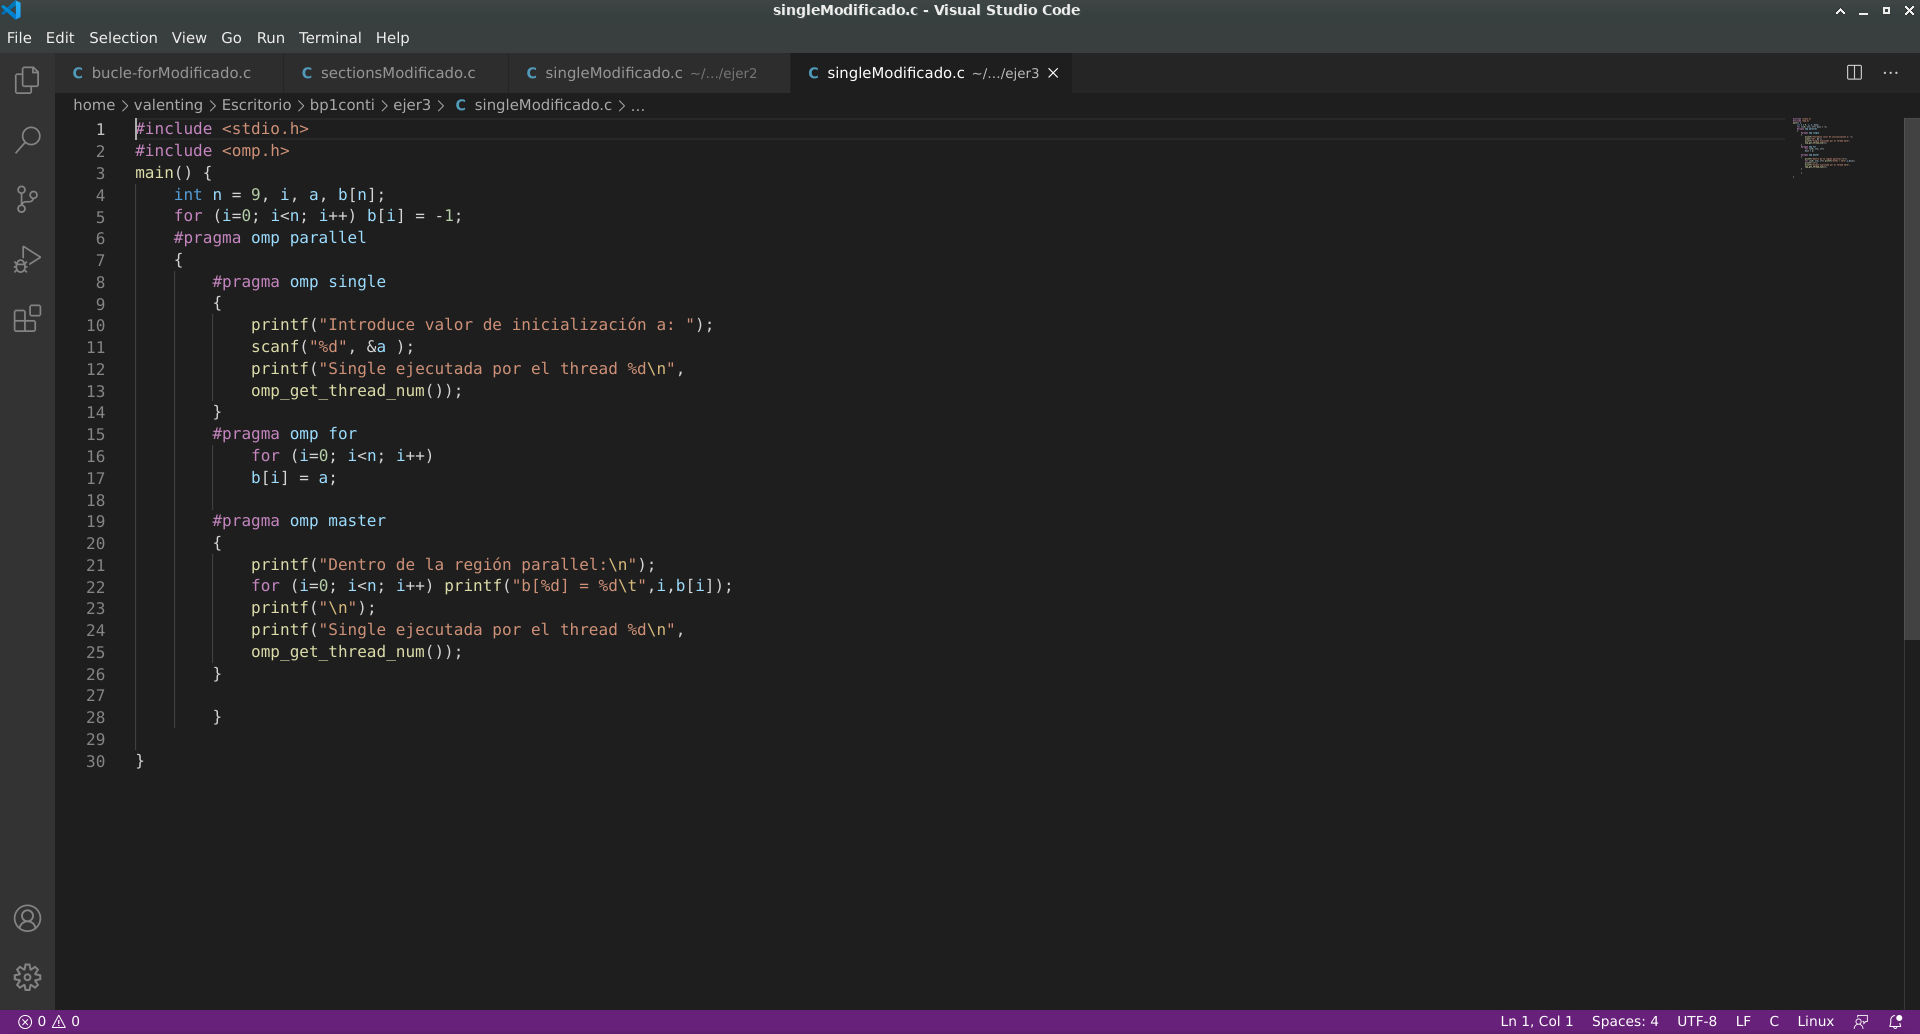 singleModificado.c - Visual Studio Code
File Edit Selection View Go Run Terminal Help
C bucle-forModificado.c C sectionsModificado.c C singleModificado.c ~/.../ejer2 C singleModificado.c ~/.../ejer3
home > valenting > Escritorio > bp1conti > ejer3 > C singleModificado.c > ...
1 #include <stdio.h>
2 #include <omp.h>
3 main() {
4 int n = 9, i, a, b[n];
5 for (i=0; i<n; i++) b[i] = -1;
6 #pragma omp parallel
7 {
8 #pragma omp single
9 {
10 printf("Introduce valor de inicialización a: ");
11 scanf("%d", &a );
12 printf("Single ejecutada por el thread %d\n",
13 omp_get_thread_num());
14 }
15 #pragma omp for
16 for (i=0; i<n; i++)
17 b[i] = a;
18
19 #pragma omp master
20 {
21 printf("Dentro de la región parallel:\n");
22 for (i=0; i<n; i++) printf("b[%d] = %d\t",i,b[i]);
23 printf("\n");
24 printf("Single ejecutada por el thread %d\n",
25 omp_get_thread_num());
26 }
27
28 }
29
30 }
0 0 Ln 1, Col 1 Spaces: 4 UTF-8 LF C Linux